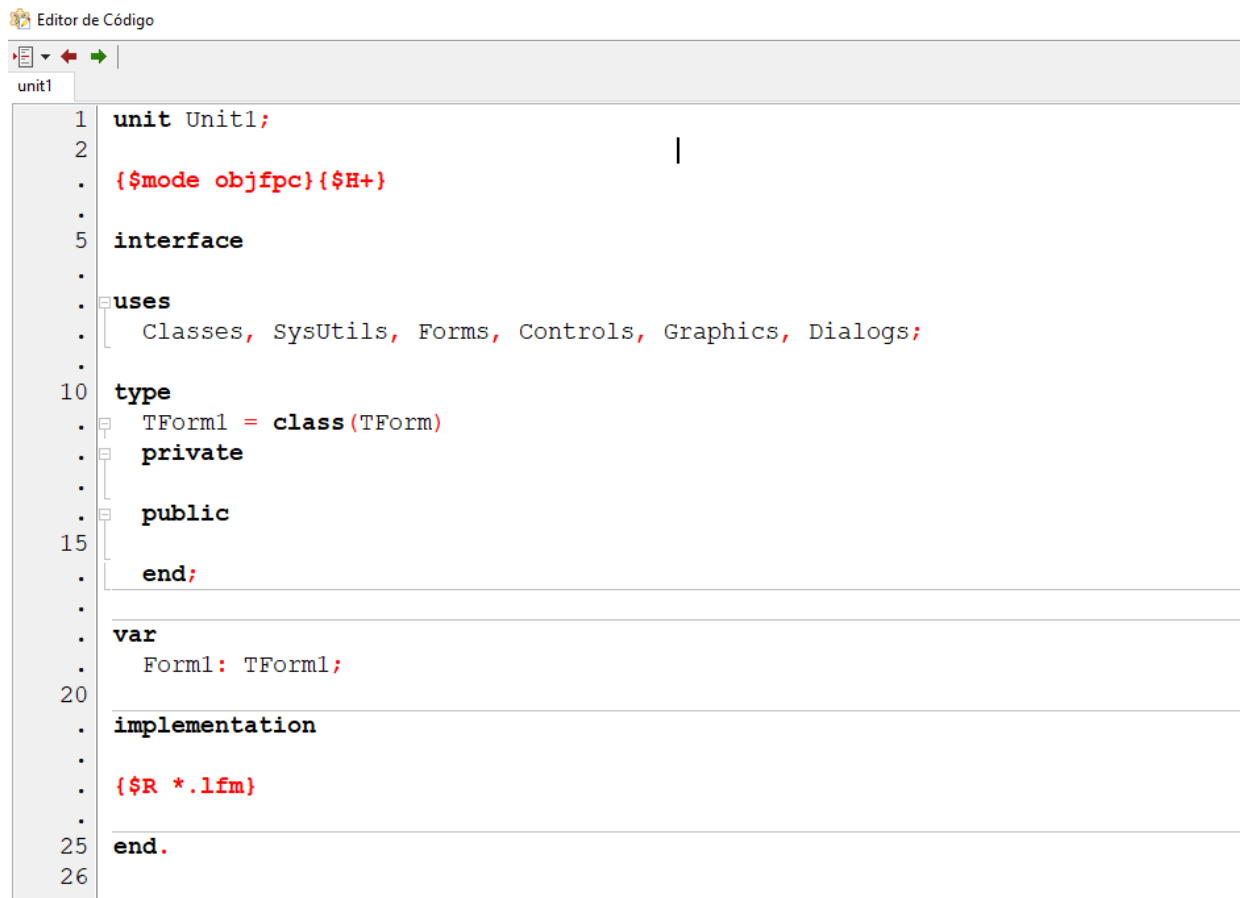 Editor de Código
unit1
1 unit Unit1;
2
. {$mode objfpc}{$H+}
.
5 interface
.
. uses
. Classes, SysUtils, Forms, Controls, Graphics, Dialogs;
.
10 type
. TForm1 = class(TForm)
. private
.
. public
15
. end;
.
. var
. Form1: TForm1;
20
. implementation
.
. {$R *.lfm}
.
25 end.
26